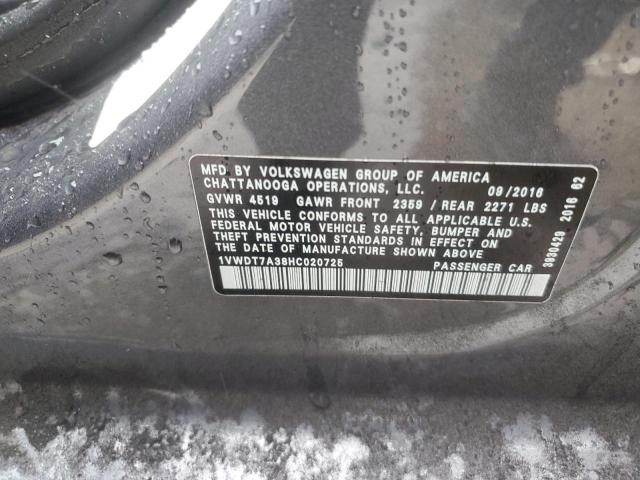 MFD BY VOLKSWAGEN GROUP OF AMERICA
CHATTANOOGA OPERATIONS, LLC. 09/2016
GVWR 4519 GAWR FRONT 2359 / REAR 2271 LBS
THIS VEHICLE CONFORMS TO ALL APPLICABLE U.S.
FEDERAL MOTOR VEHICLE SAFETY, BUMPER AND
THEFT PREVENTION STANDARDS IN EFFECT ON
THE DATE OF MANUFACTURE SHOWN ABOVE
1VWDT7A38HC020725 PASSENGER CAR
3930429 2016 62